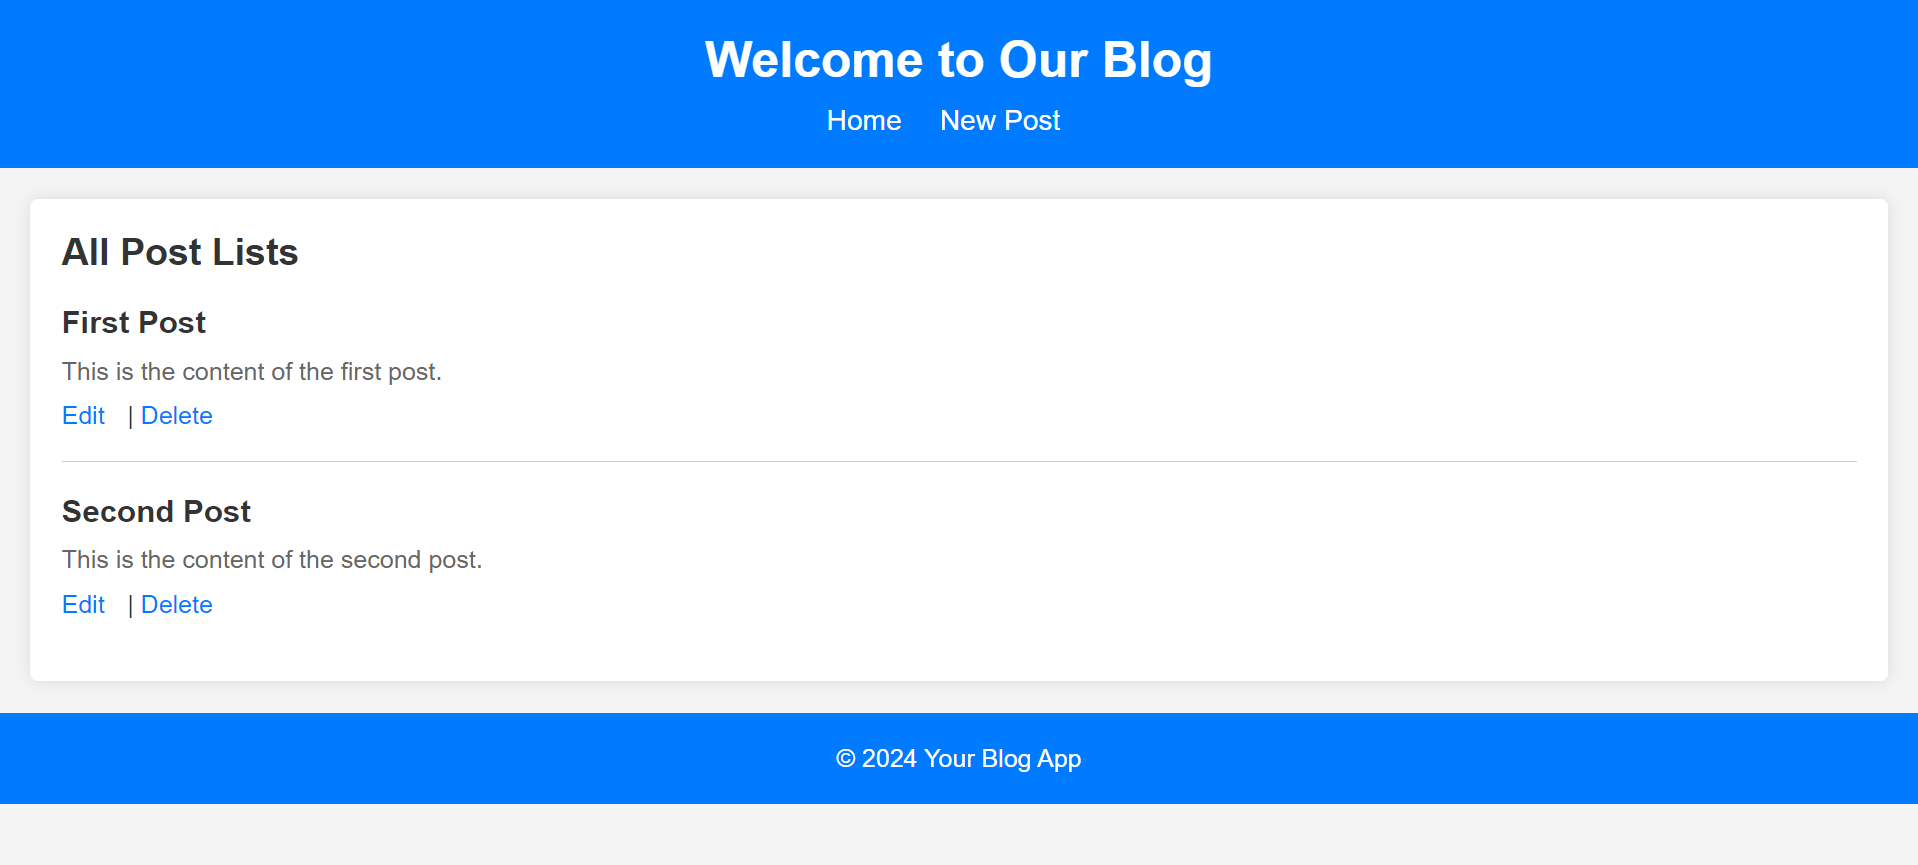 Welcome to Our Blog
Home New Post
All Post Lists
First Post
This is the content of the first post.
Edit | Delete
Second Post
This is the content of the second post.
Edit | Delete
© 2024 Your Blog App